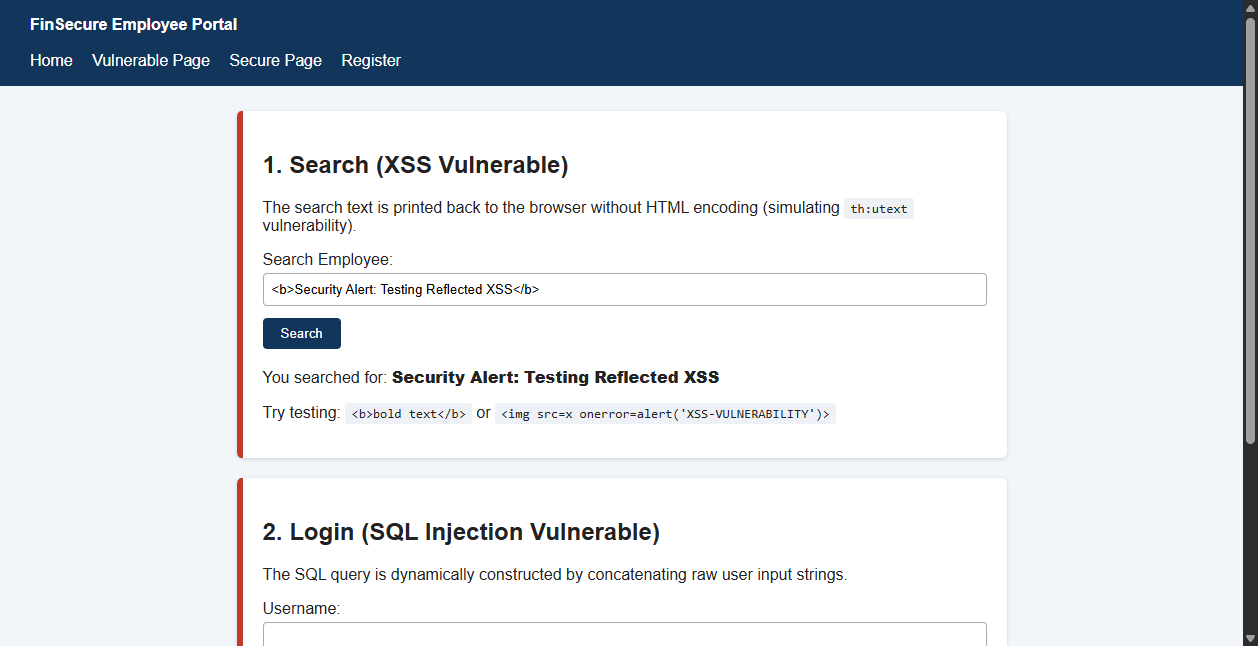 FinSecure Employee Portal
Home Vulnerable Page Secure Page Register
1. Search (XSS Vulnerable)
The search text is printed back to the browser without HTML encoding (simulating th:utext
vulnerability).
Search Employee:
<b>Security Alert: Testing Reflected XSS</b>
Search
You searched for: Security Alert: Testing Reflected XSS
Try testing: <b>bold text</b> or <img src=x onerror=alert('XSS-VULNERABILITY')>
2. Login (SQL Injection Vulnerable)
The SQL query is dynamically constructed by concatenating raw user input strings.
Username: